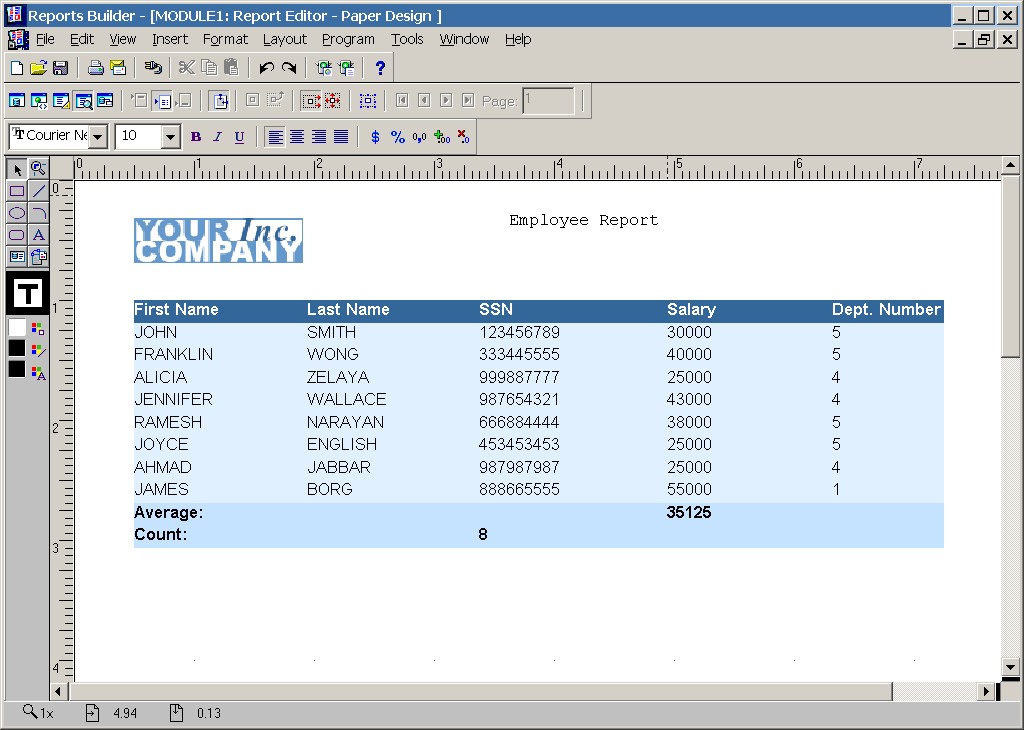 Reports Builder - [MODULE1: Report Editor - Paper Design ]
File Edit View Insert Format Layout Program Tools Window Help
Page: 1
Courier Ne 10 B I U $ % 0,0 .00 .0
0 1 2 3 4 5 6 7
0
YOUR Inc,
COMPANY
Employee Report
1
First Name Last Name SSN Salary Dept. Number
JOHN SMITH 123456789 30000 5
FRANKLIN WONG 333445555 40000 5
ALICIA ZELAYA 999887777 25000 4
JENNIFER WALLACE 987654321 43000 4
RAMESH NARAYAN 666884444 38000 5
2
JOYCE ENGLISH 453453453 25000 5
AHMAD JABBAR 987987987 25000 4
JAMES BORG 888665555 55000 1
Average: 35125
Count: 8
3
4
1x 4.94 0.13